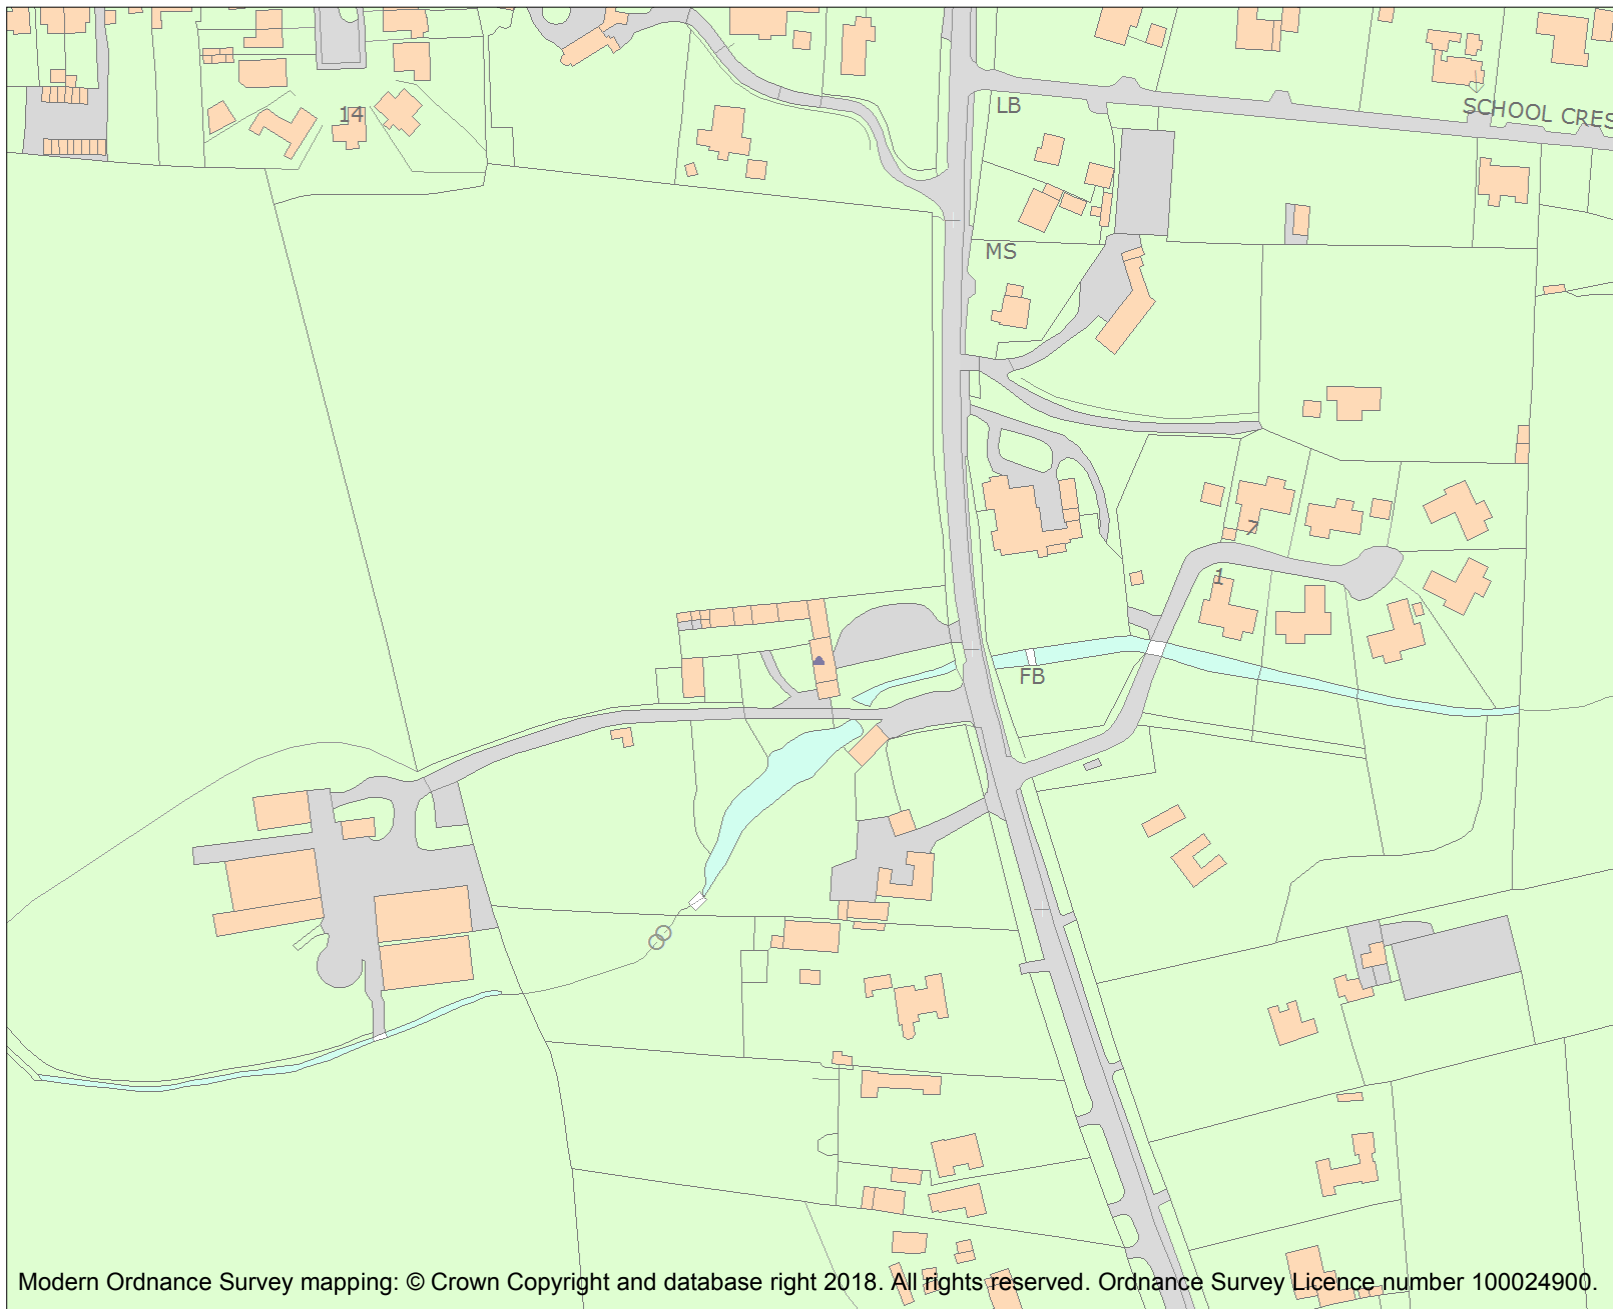 14
LB
SCHOOL CRES
MS
7
1
FB
Modern Ordnance Survey mapping: © Crown Copyright and database right 2018. All rights reserved. Ordnance Survey Licence number 100024900.